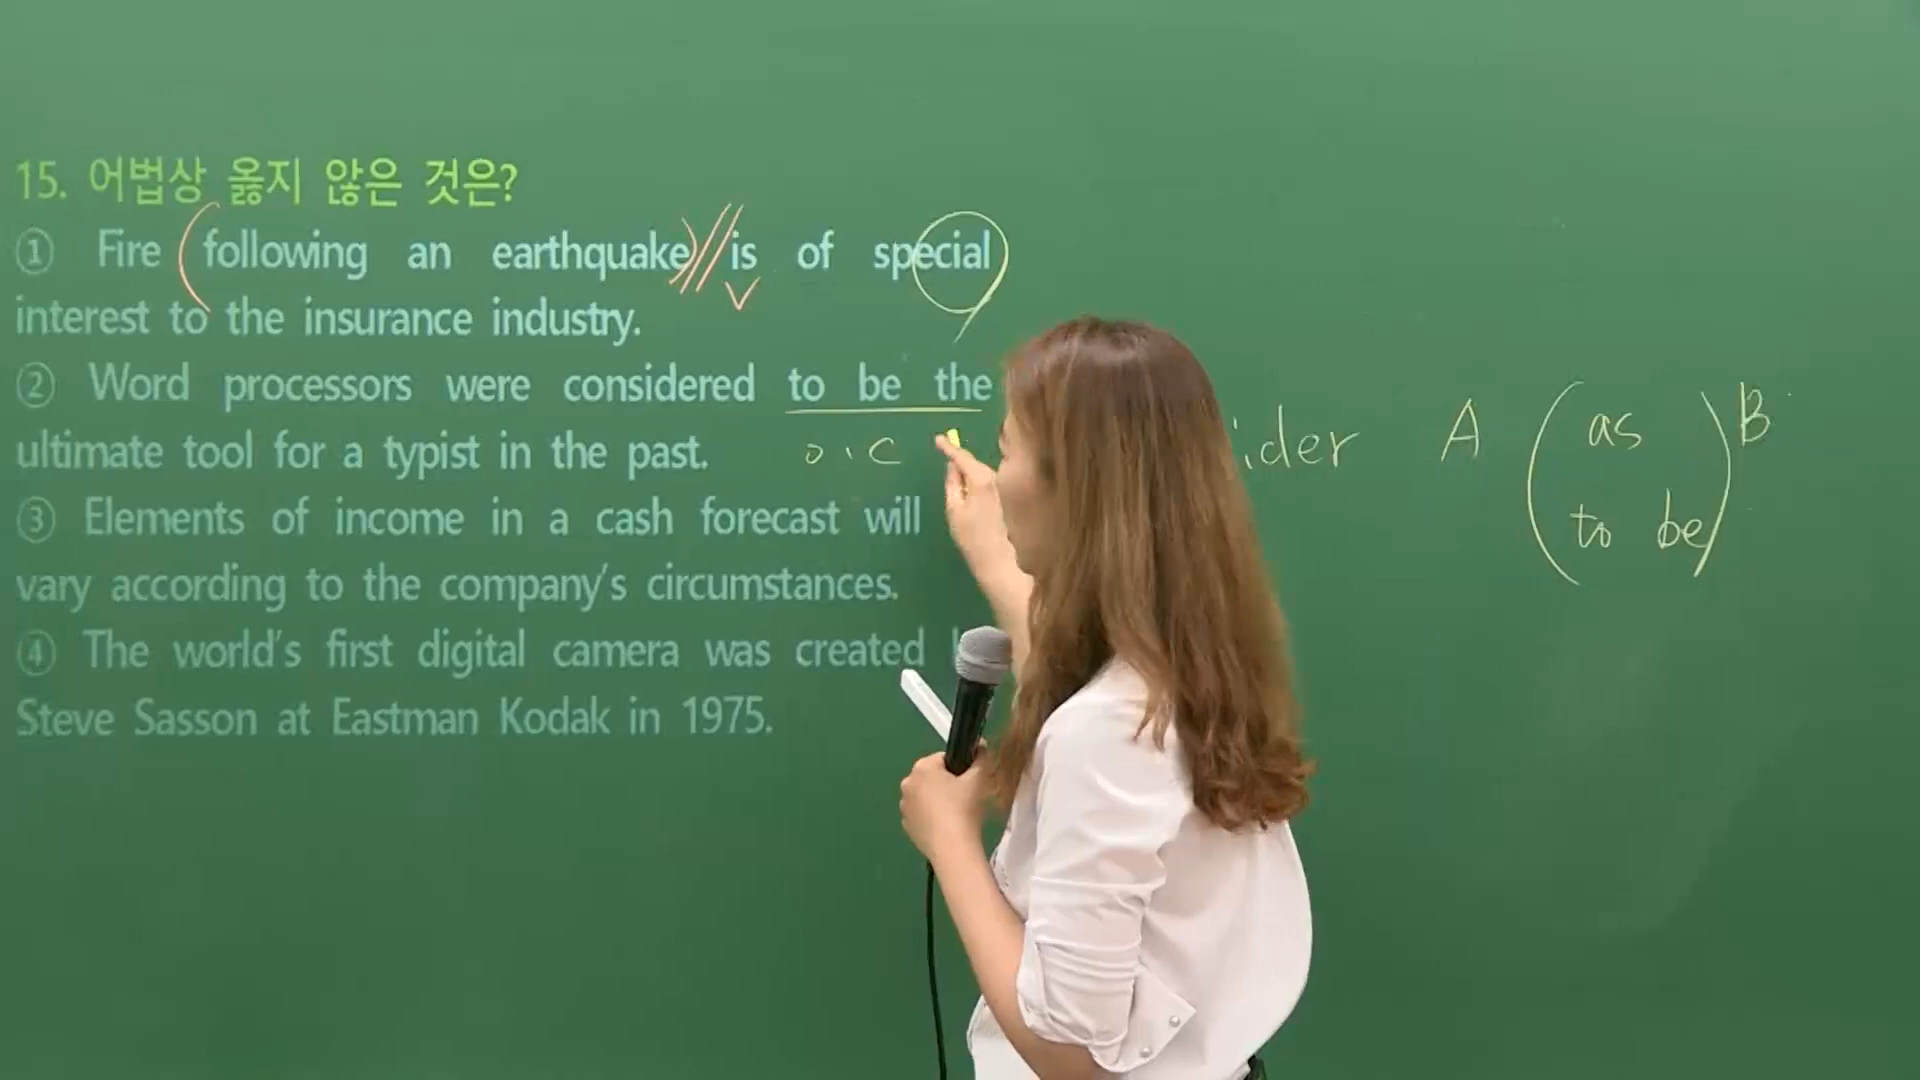 15. 어법상 옳지 않은 것은?
① Fire (following an earthquake)// is of special
interest to the insurance industry.
② Word processors were considered to be the
ultimate tool for a typist in the past.
o.c
③ Elements of income in a cash forecast will
vary according to the company's circumstances.
④ The world's first digital camera was created
Steve Sasson at Eastman Kodak in 1975.
A (as
to be) B